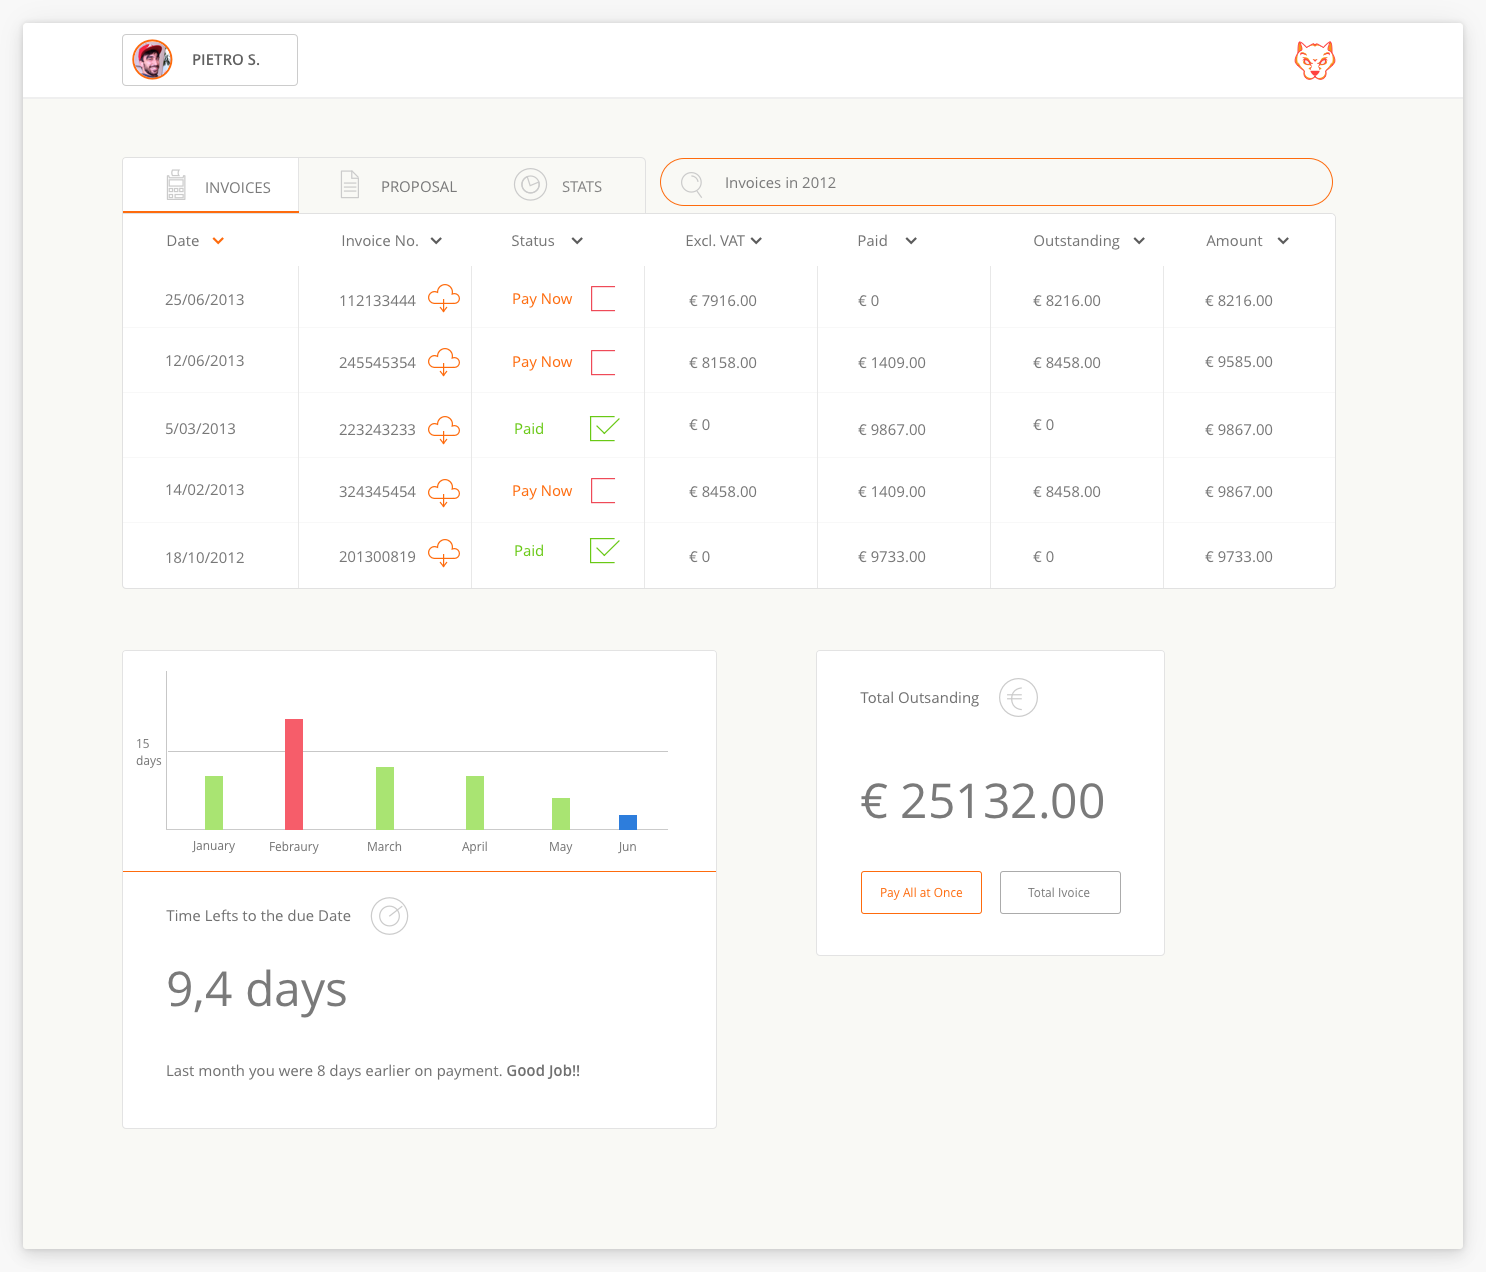 PIETRO S.
INVOICES PROPOSAL STATS Invoices in 2012
Date Invoice No. Status Excl. VAT Paid Outstanding Amount
25/06/2013 112133444 Pay Now € 7916.00 € 0 € 8216.00 € 8216.00
12/06/2013 245545354 Pay Now € 8158.00 € 1409.00 € 8458.00 € 9585.00
5/03/2013 223243233 Paid € 0 € 9867.00 € 0 € 9867.00
14/02/2013 324345454 Pay Now € 8458.00 € 1409.00 € 8458.00 € 9867.00
18/10/2012 201300819 Paid € 0 € 9733.00 € 0 € 9733.00
15
days
January Febraury March April May Jun
Time Lefts to the due Date
9,4 days
Last month you were 8 days earlier on payment. Good Job!!
Total Outsanding
€ 25132.00
Pay All at Once Total Ivoice